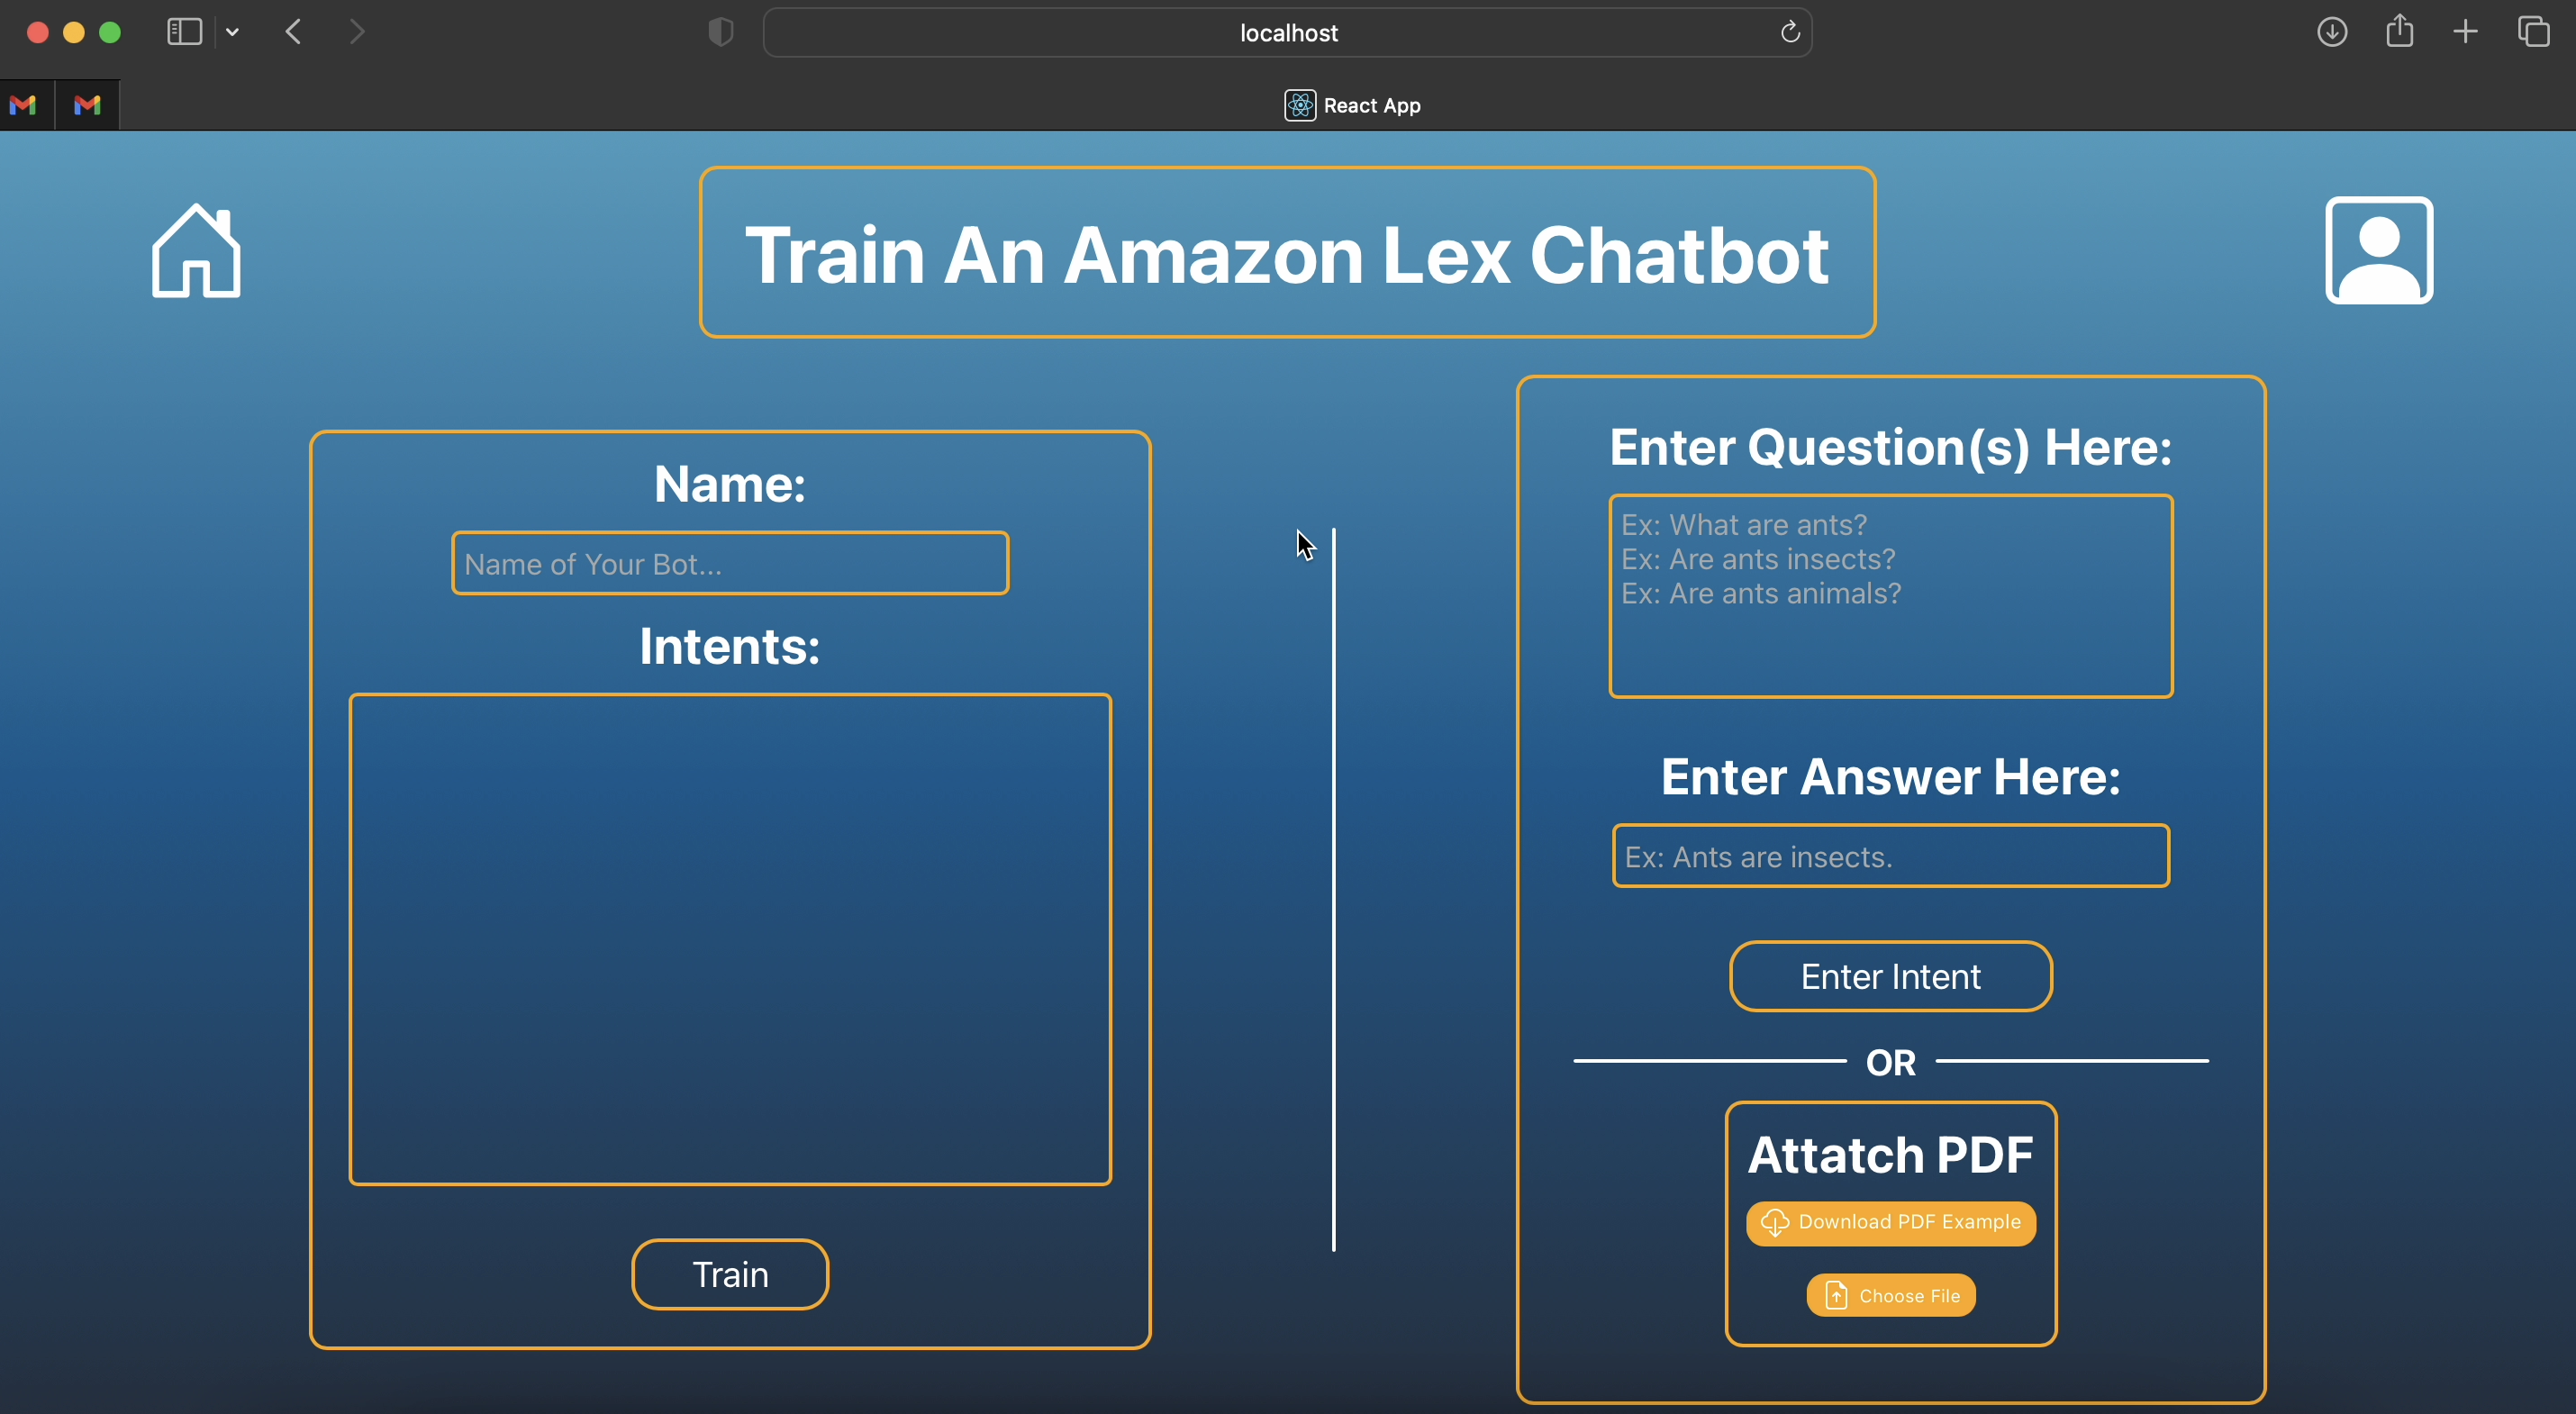 localhost
React App
Train An Amazon Lex Chatbot
Name:
Name of Your Bot...
Intents:
Train
Enter Question(s) Here:
Ex: What are ants?
Ex: Are ants insects?
Ex: Are ants animals?
Enter Answer Here:
Ex: Ants are insects.
Enter Intent
OR
Attatch PDF
Download PDF Example
Choose File